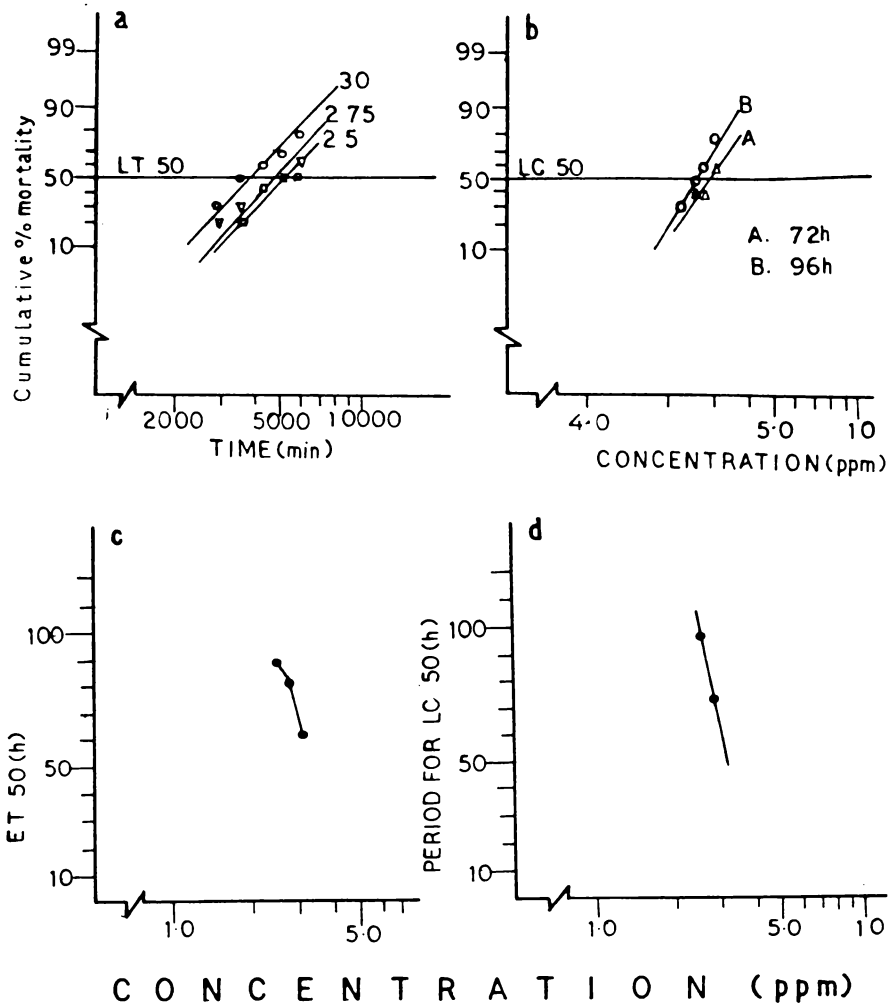 a
Cumulative % mortality
99
90
50
10
LT 50
30
2 75
2 5
2000 5000 10000
TIME (min)
b
99
90
50
10
LC 50
B
A
A. 72h
B. 96h
4.0 5.0 10
CONCENTRATION (ppm)
c
ET 50 (h)
100
50
10
1.0 5.0
d
PERIOD FOR LC 50 (h)
100
50
10
1.0 5.0 10
CONCENTRATION (ppm)